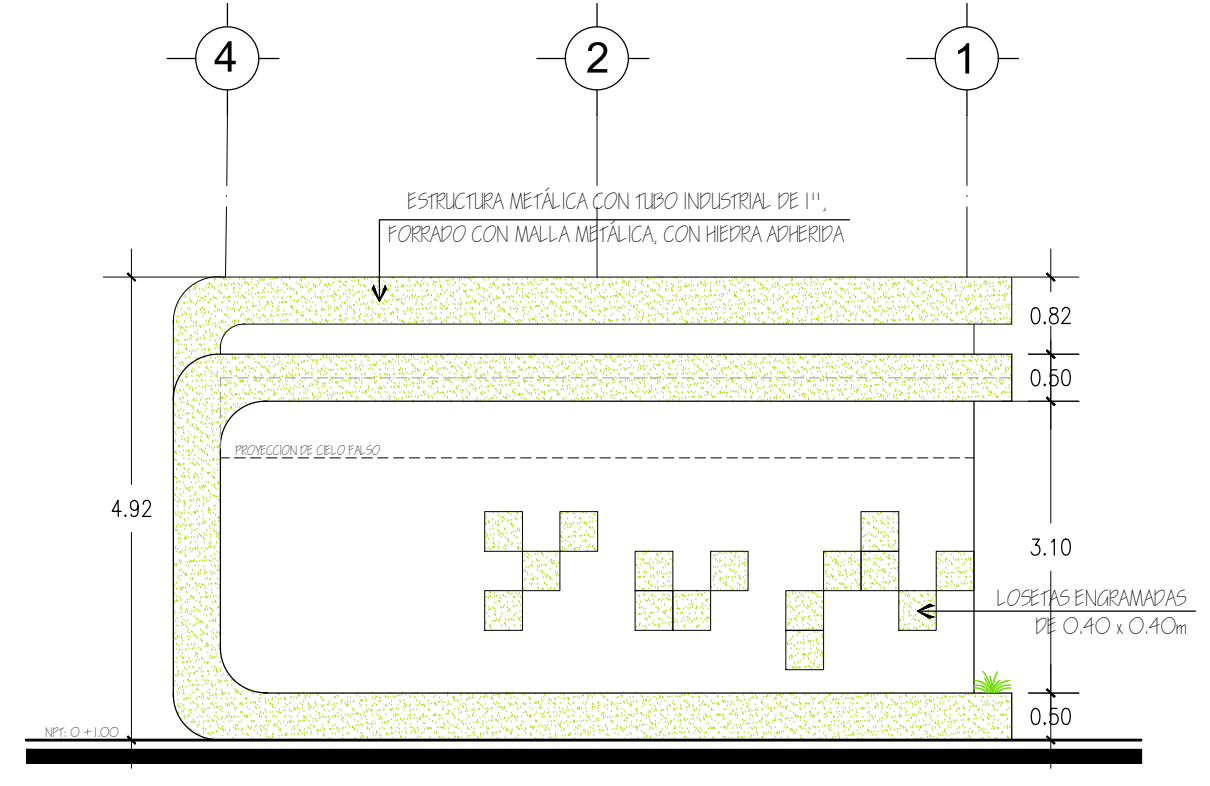 4
2
1
ESTRUCTURA METÁLICA CON TUBO INDUSTRIAL DE 1'',
FORRADO CON MALLA METÁLICA, CON HIEDRA ADHERIDA
0.82
0.50
PROYECCION DE CIELO FALSO
4.92
3.10
LOSETAS ENGRAMADAS
DE 0.40 x 0.40m
0.50
NPT: 0 +1.00